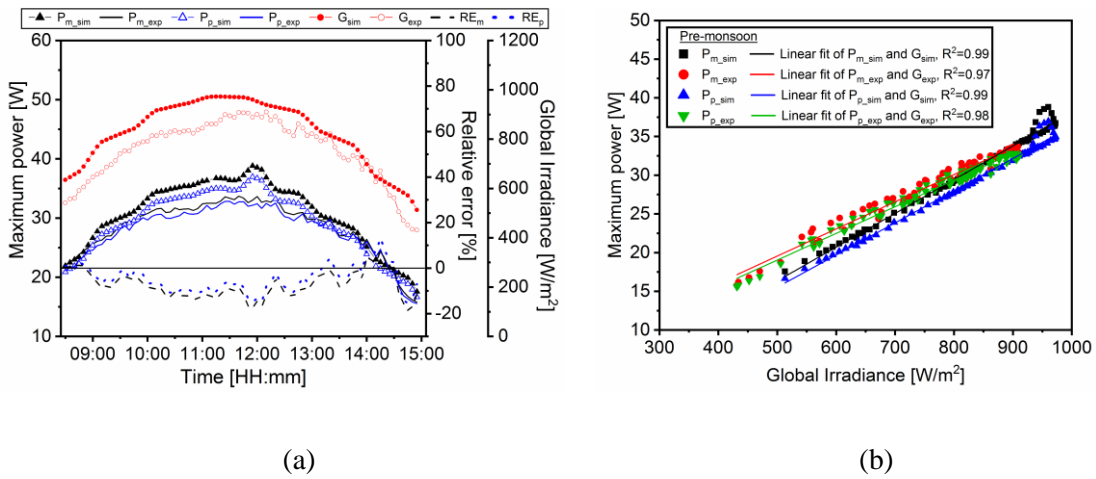 P_m_sim P_m_exp P_p_sim P_p_exp G_sim G_exp RE_m RE_p
60
50
40
30
20
10
Maximum power [W]
09:00 10:00 11:00 12:00 13:00 14:00 15:00
Time [HH:mm]
100
80
60
40
20
0
-20
Relative error [%]
1200
1000
800
600
400
200
0
Global Irradiance [W/m²]
(a)
50
45
40
35
30
25
20
15
10
Maximum power [W]
Pre-monsoon
P_m_sim Linear fit of P_m_sim and G_sim, R²=0.99
P_m_exp Linear fit of P_m_exp and G_exp, R²=0.97
P_p_sim Linear fit of P_p_sim and G_sim, R²=0.99
P_p_exp Linear fit of P_p_exp and G_exp, R²=0.98
300 400 500 600 700 800 900 1000
Global Irradiance [W/m²]
(b)